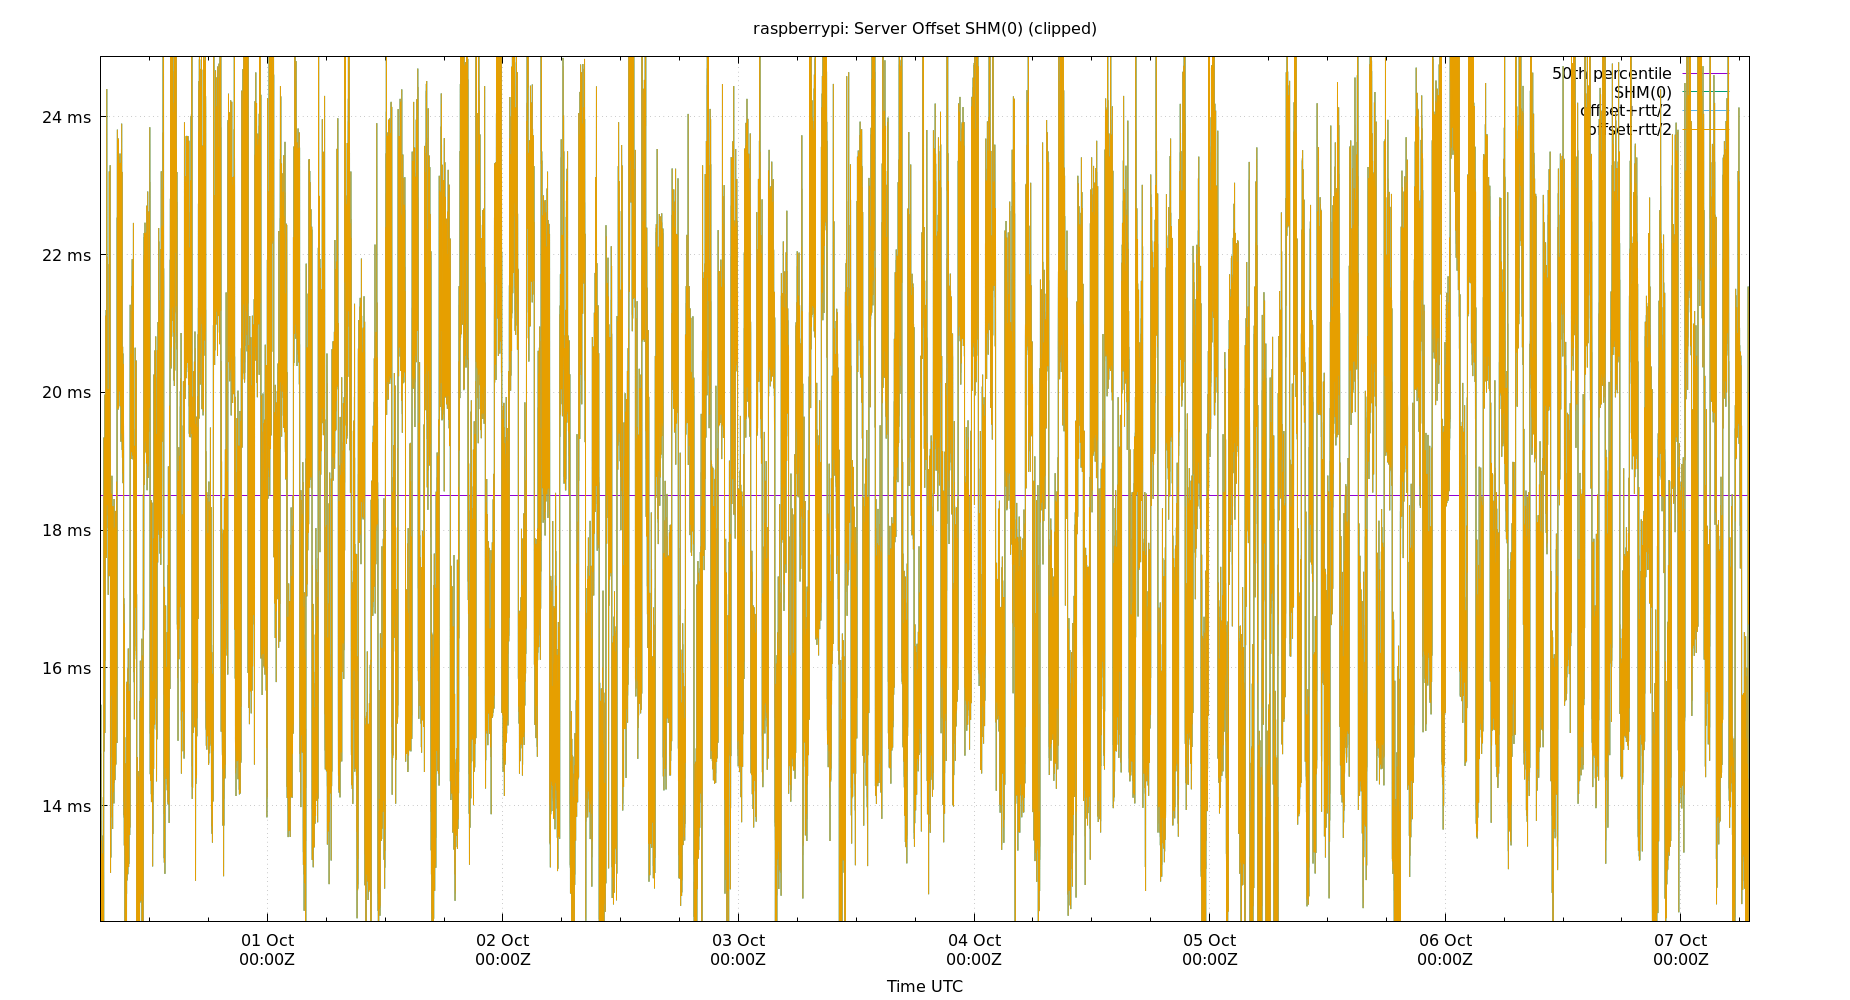 raspberrypi: Server Offset SHM(0) (clipped)
50th percentile
SHM(0)
offset+rtt/2
offset-rtt/2
24 ms
22 ms
20 ms
18 ms
16 ms
14 ms
01 Oct 02 Oct 03 Oct 04 Oct 05 Oct 06 Oct 07 Oct
00:00Z 00:00Z 00:00Z 00:00Z 00:00Z 00:00Z 00:00Z
Time UTC